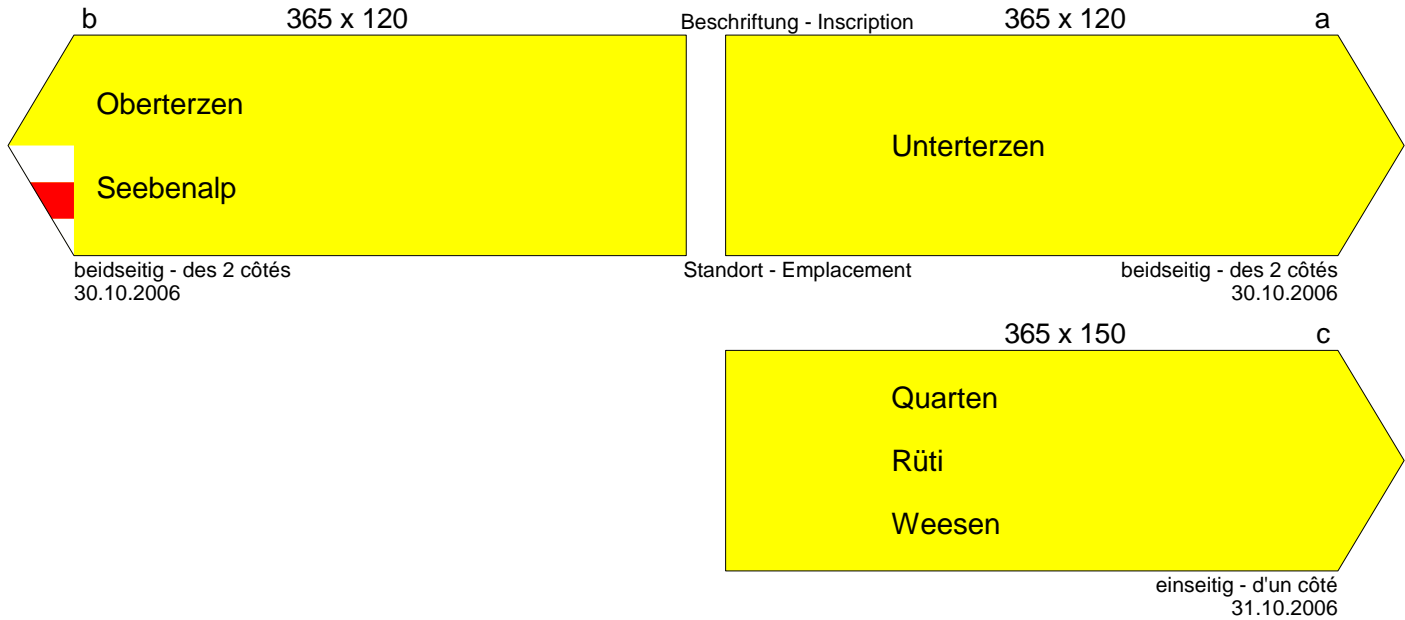 b 365 x 120 Beschriftung - Inscription 365 x 120 a
Oberterzen
Seebenalp
Unterterzen
beidseitig - des 2 côtés
30.10.2006
Standort - Emplacement
beidseitig - des 2 côtés
30.10.2006
365 x 150 c
Quarten
Rüti
Weesen
einseitig - d'un côté
31.10.2006